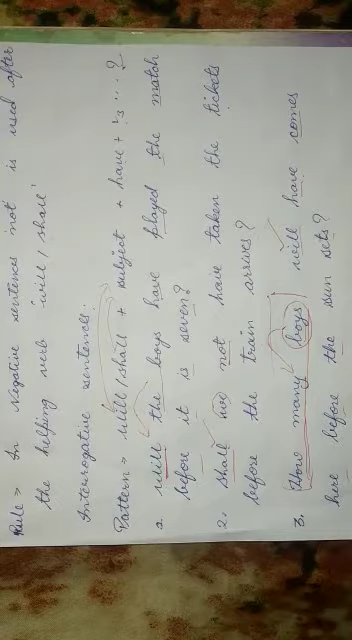 Rule > In Negative sentences not is used after
the helping verb 'will/shall'
Interrogative sentences:
Pattern > will/shall + subject + have + 's ... ?
1. will the boys have played the match
before it is seven?
2. shall we not have taken the tickets
before the train arrives?
3. How many boys will have comes
here before the sun sets?